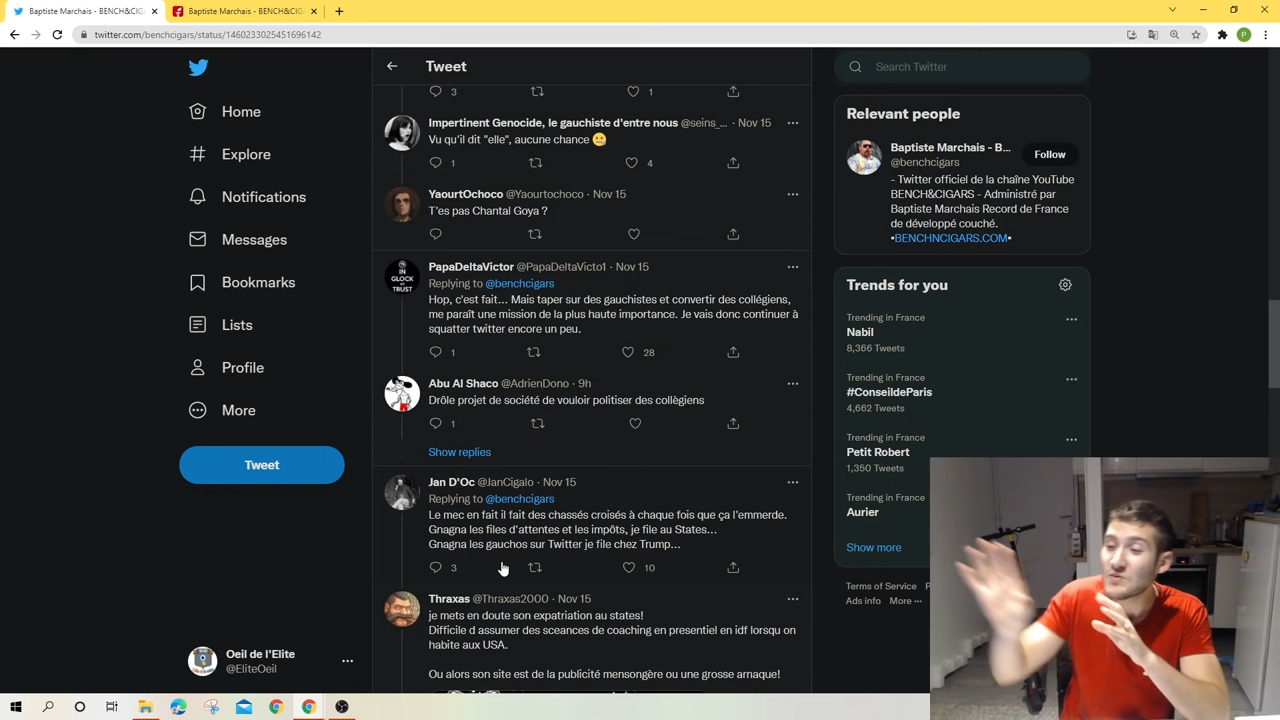 Baptiste Marchais - BENCH&CIGA
Baptiste Marchais - BENCH&CIGA
twitter.com/benchcigars/status/1460233025451696142
Home
Explore
Notifications
Messages
Bookmarks
Lists
Profile
More
Tweet
Oeil de l'Elite
@EliteOeil
Tweet
3
1
Impertinent Genocide, le gauchiste d'entre nous @seins_... · Nov 15
Vu qu'il dit "elle", aucune chance 🤐
1
4
YaourtOchoco @Yaourtochoco · Nov 15
T'es pas Chantal Goya ?
IN
GLOCK
WE
TRUST
PapaDeltaVictor @PapaDeltaVicto1 · Nov 15
Replying to @benchcigars
Hop, c'est fait... Mais taper sur des gauchistes et convertir des collégiens,
me paraît une mission de la plus haute importance. Je vais donc continuer à
squatter twitter encore un peu.
1
28
Abu Al Shaco @AdrienDono · 9h
Drôle projet de société de vouloir politiser des collègiens
1
Show replies
Jan D'Oc @JanCigalo · Nov 15
Replying to @benchcigars
Le mec en fait il fait des chassés croisés à chaque fois que ça l'emmerde.
Gnagna les files d'attentes et les impôts, je file au States...
Gnagna les gauchos sur Twitter je file chez Trump...
3
10
Thraxas @Thraxas2000 · Nov 15
je mets en doute son expatriation au states!
Difficile d assumer des sceances de coaching en presentiel en idf lorsqu on
habite aux USA.
Ou alors son site est de la publicité mensongère ou une grosse arnaque!
Search Twitter
Relevant people
Baptiste Marchais - B...
@benchcigars
Follow
- Twitter officiel de la chaîne YouTube
BENCH&CIGARS - Administré par
Baptiste Marchais Record de France
de développé couché.
•BENCHNCIGARS.COM•
Trends for you
Trending in France
Nabil
8,366 Tweets
Trending in France
#ConseildeParis
4,662 Tweets
Trending in France
Petit Robert
1,350 Tweets
Trending in France
Aurier
Show more
Terms of Service
Ads info More ...
P